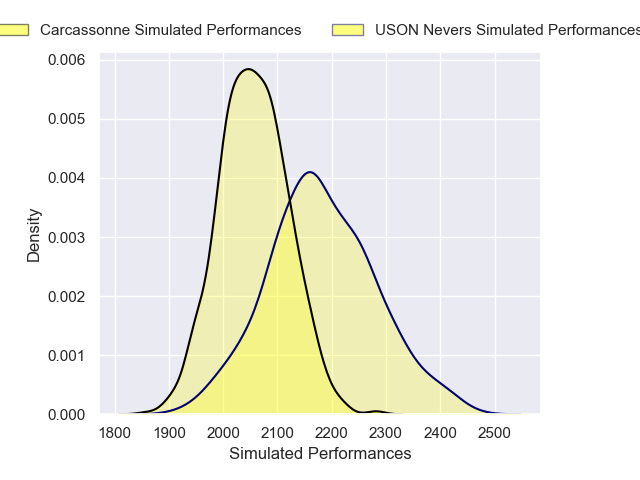 Carcassonne Simulated Performances
USON Nevers Simulated Performances
0.006
0.005
0.004
0.003
0.002
0.001
0.000
Density
1800 1900 2000 2100 2200 2300 2400 2500
Simulated Performances